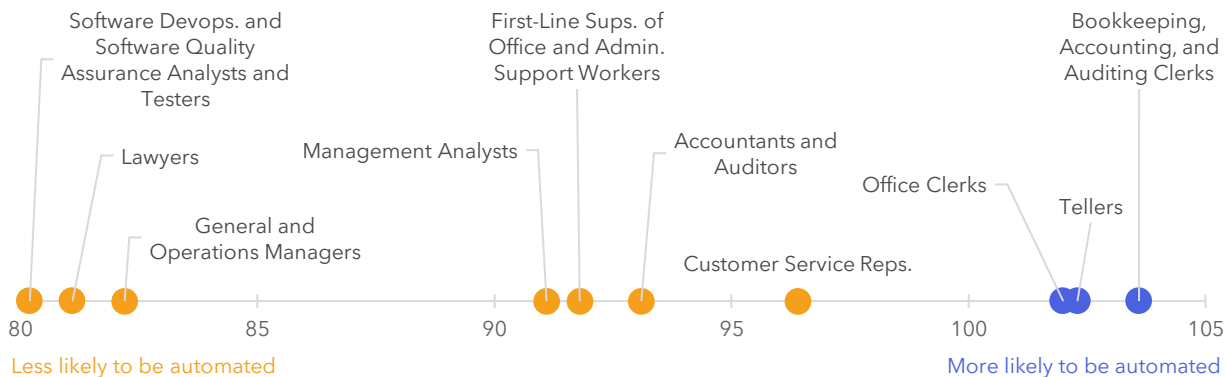 Software Devops. and
Software Quality
Assurance Analysts and
Testers
First-Line Sups. of
Office and Admin.
Support Workers
Bookkeeping,
Accounting, and
Auditing Clerks
Lawyers
Management Analysts
Accountants and
Auditors
Office Clerks
Tellers
General and
Operations Managers
Customer Service Reps.
80 85 90 95 100 105
Less likely to be automated
More likely to be automated